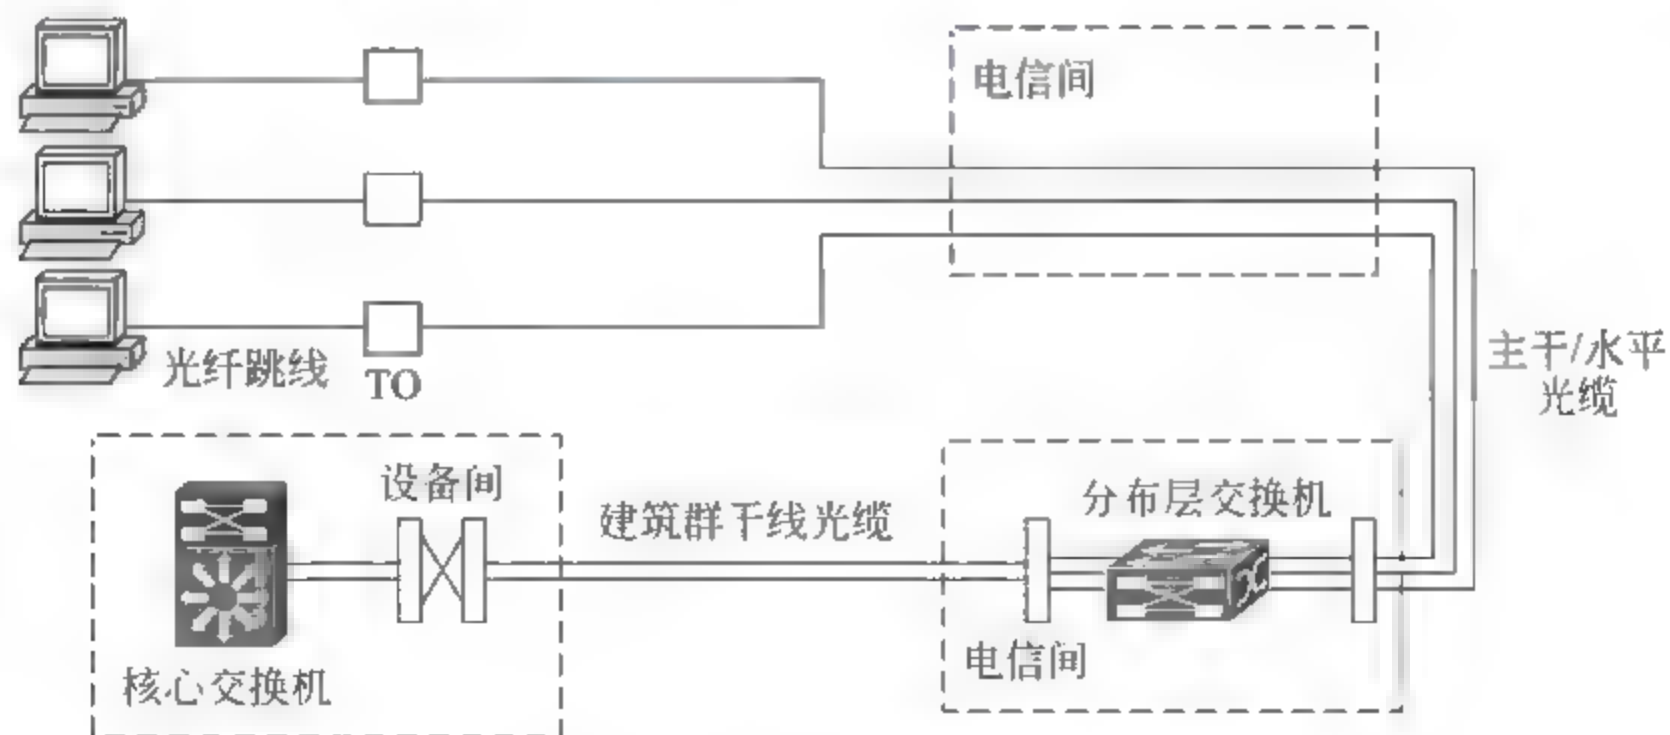 电信间
光纤跳线
TO
主干/水平
光缆
设备间
建筑群干线光缆
分布层交换机
电信间
核心交换机